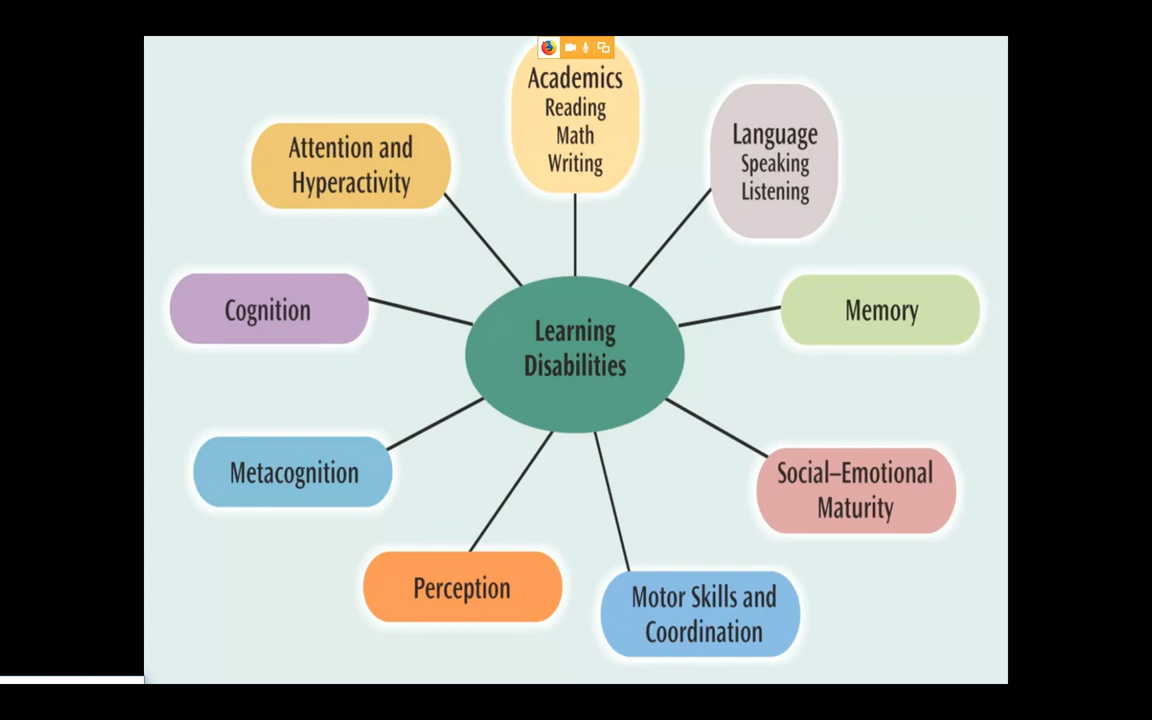 Academics
Reading
Math
Writing
Language
Speaking
Listening
Attention and
Hyperactivity
Cognition
Learning
Disabilities
Memory
Metacognition
Social–Emotional
Maturity
Perception
Motor Skills and
Coordination